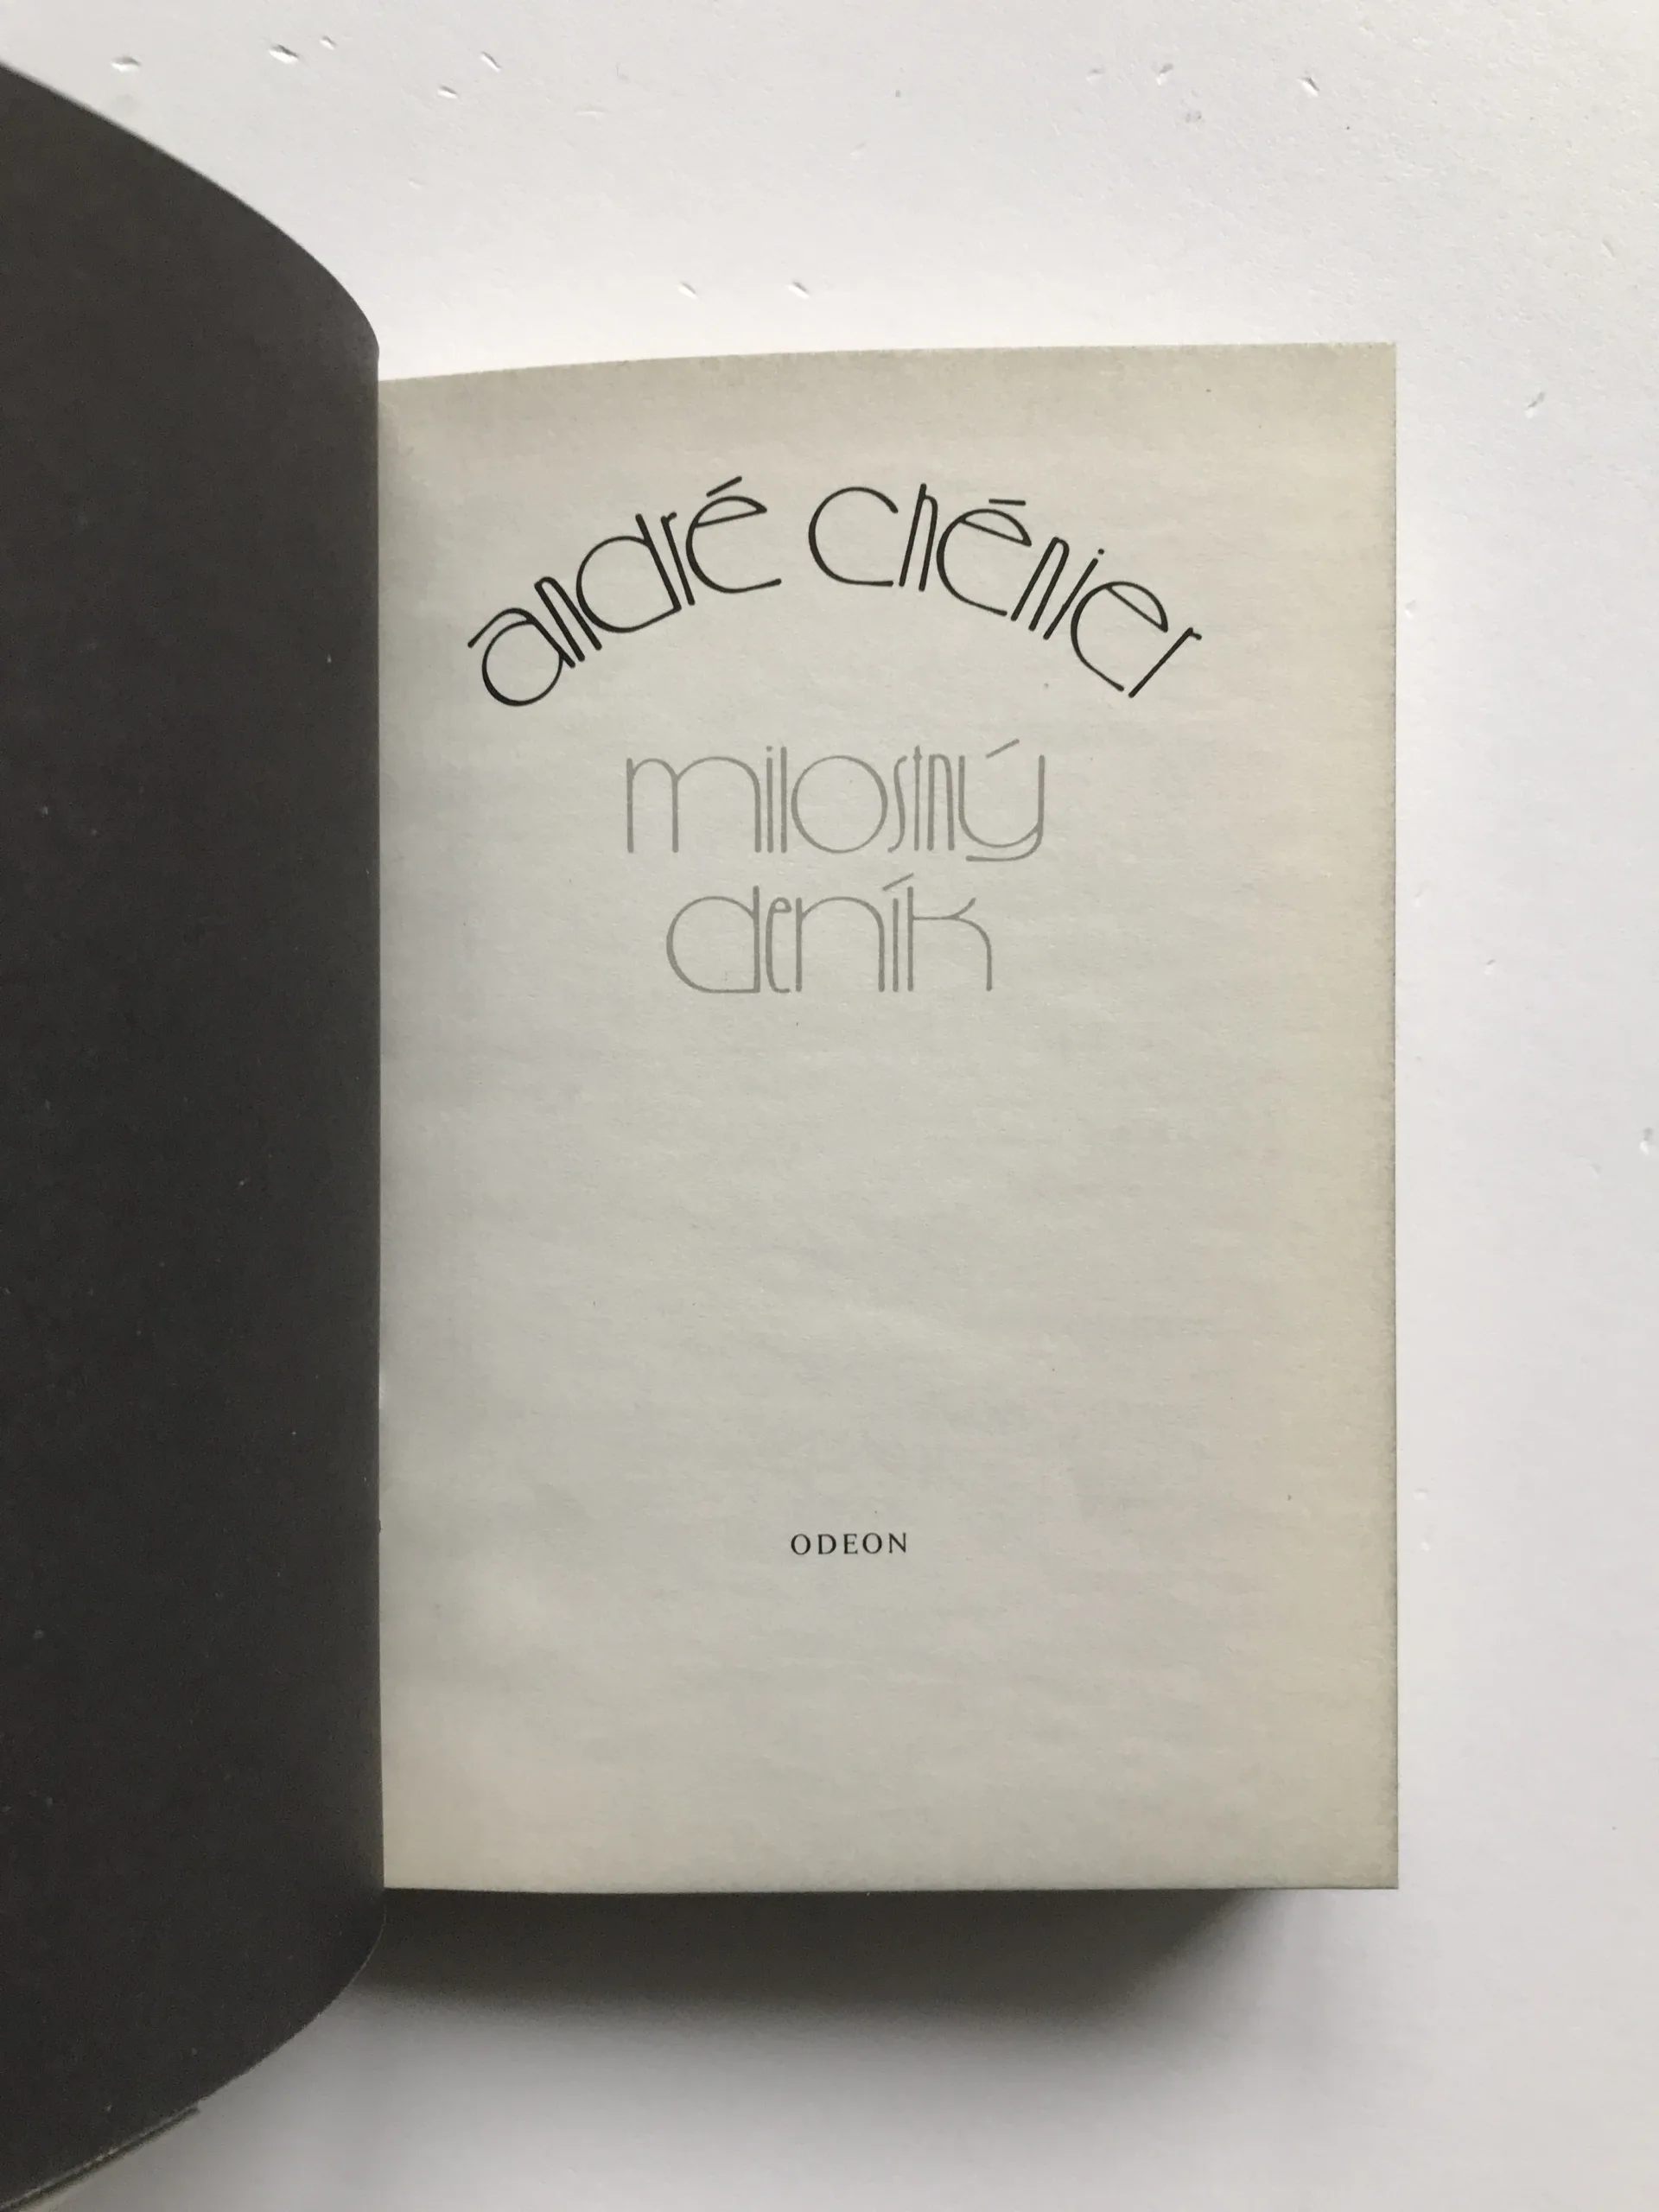 andré chénier
milostný
deník
ODEON